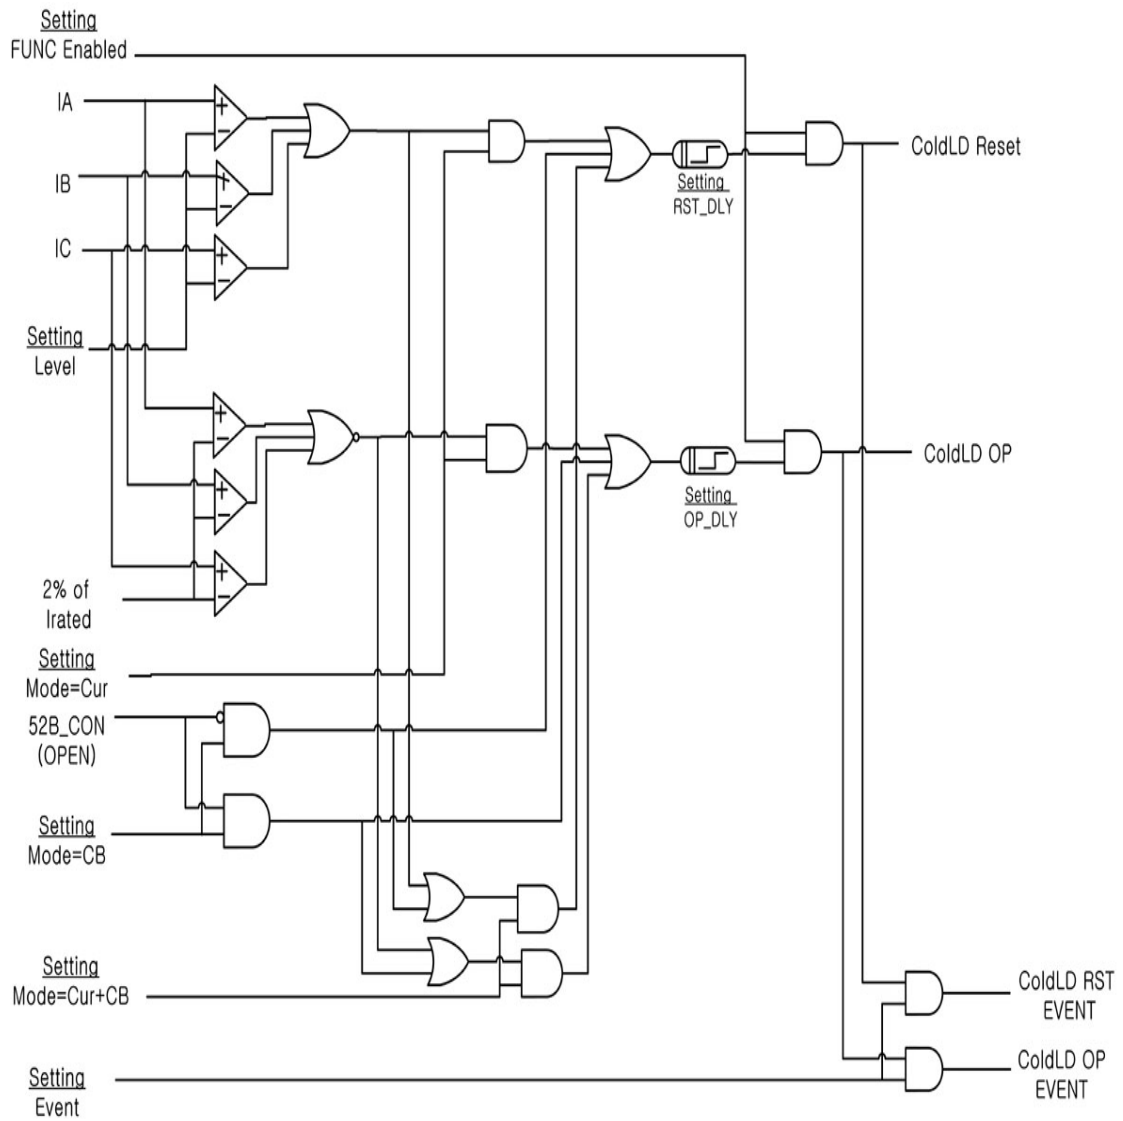 Setting
FUNC Enabled
IA
IB
IC
Setting
Level
2% of
Irated
Setting
Mode=Cur
52B_CON
(OPEN)
Setting
Mode=CB
Setting
Mode=Cur+CB
Setting
Event
+
−
+
−
+
−
+
−
+
−
+
−
Setting
RST_DLY
Setting
OP_DLY
ColdLD Reset
ColdLD OP
ColdLD RST
EVENT
ColdLD OP
EVENT